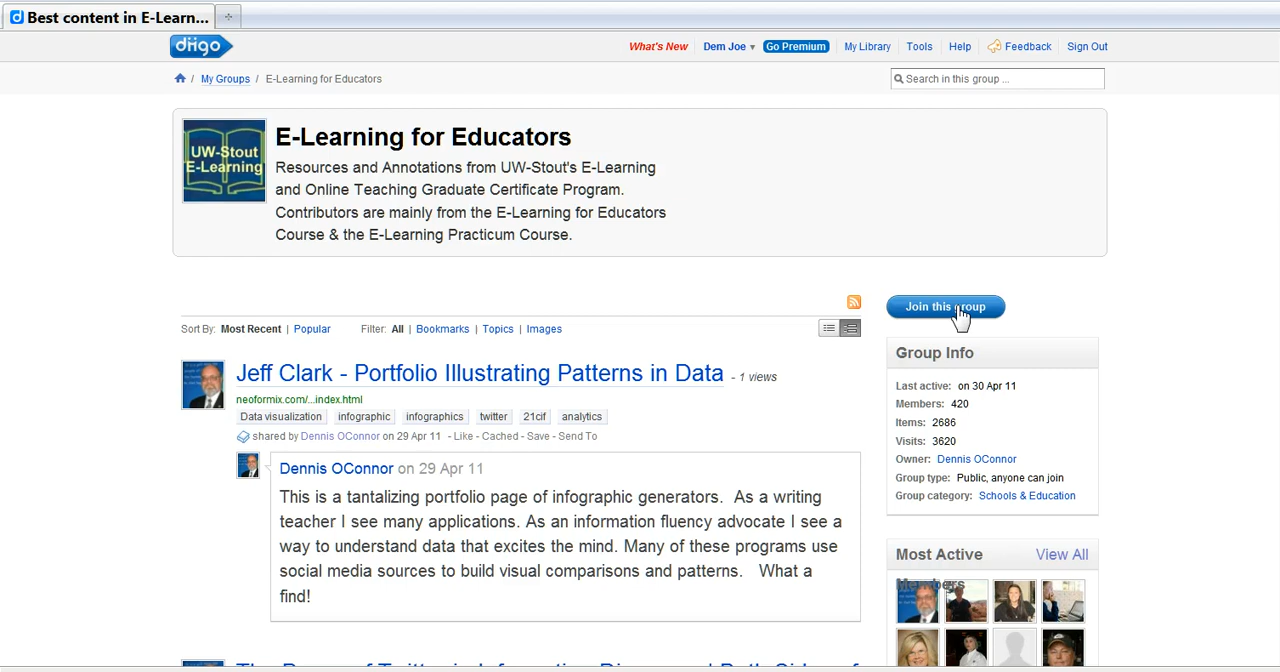 Best content in E-Learn...
diigo
What's New Dem Joe Go Premium My Library Tools Help Feedback Sign Out
/ My Groups / E-Learning for Educators
Search in this group ...
UW-Stout
E-Learning
E-Learning for Educators
Resources and Annotations from UW-Stout's E-Learning
and Online Teaching Graduate Certificate Program.
Contributors are mainly from the E-Learning for Educators
Course & the E-Learning Practicum Course.
Join this group
Sort By: Most Recent | Popular Filter: All | Bookmarks | Topics | Images
Jeff Clark - Portfolio Illustrating Patterns in Data - 1 views
neoformix.com/...index.html
Data visualization infographic infographics twitter 21cif analytics
shared by Dennis OConnor on 29 Apr 11 - Like - Cached - Save - Send To
Dennis OConnor on 29 Apr 11
This is a tantalizing portfolio page of infographic generators. As a writing
teacher I see many applications. As an information fluency advocate I see a
way to understand data that excites the mind. Many of these programs use
social media sources to build visual comparisons and patterns. What a
find!
Group Info
Last active: on 30 Apr 11
Members: 420
Items: 2686
Visits: 3620
Owner: Dennis OConnor
Group type: Public, anyone can join
Group category: Schools & Education
Most Active View All
Members